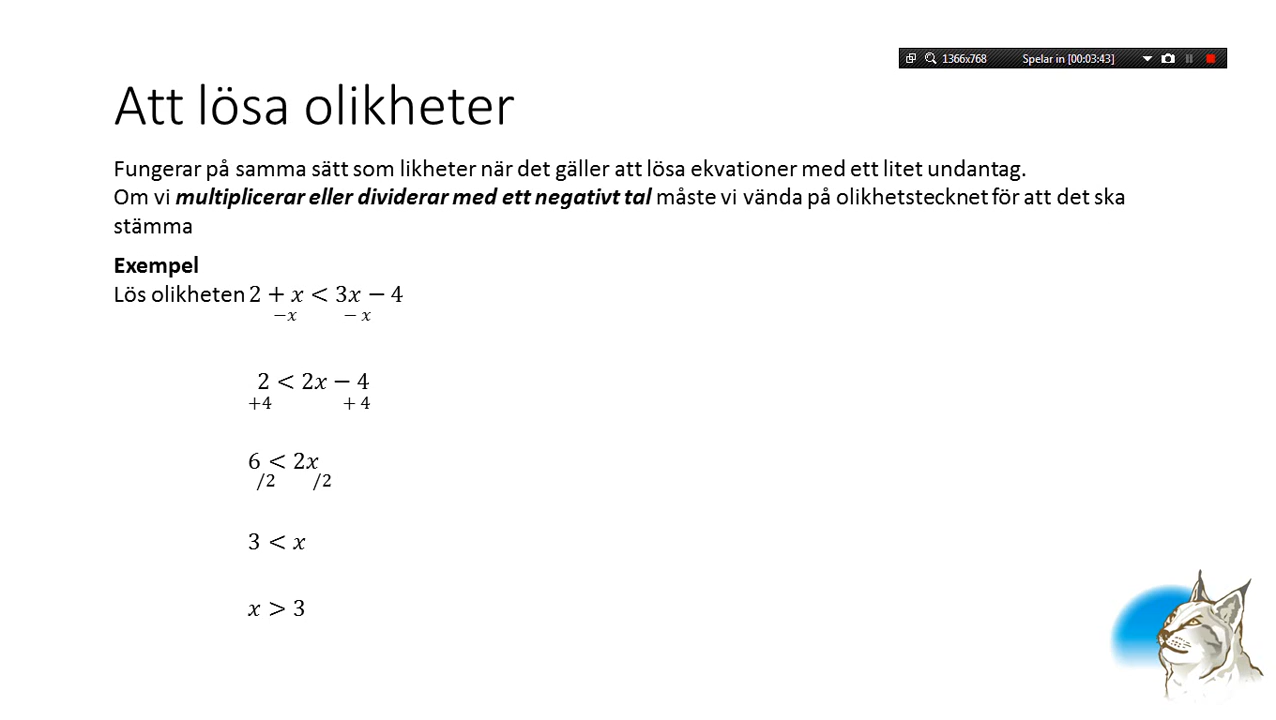 1366x768 Spelar in [00:03:43]
Att lösa olikheter
Fungerar på samma sätt som likheter när det gäller att lösa ekvationer med ett litet undantag.
Om vi multiplicerar eller dividerar med ett negativt tal måste vi vända på olikhetstecknet för att det ska
stämma
Exempel
Lös olikheten 2 + x < 3x − 4
−x − x
2 < 2x − 4
+4 + 4
6 < 2x
/2 /2
3 < x
x > 3